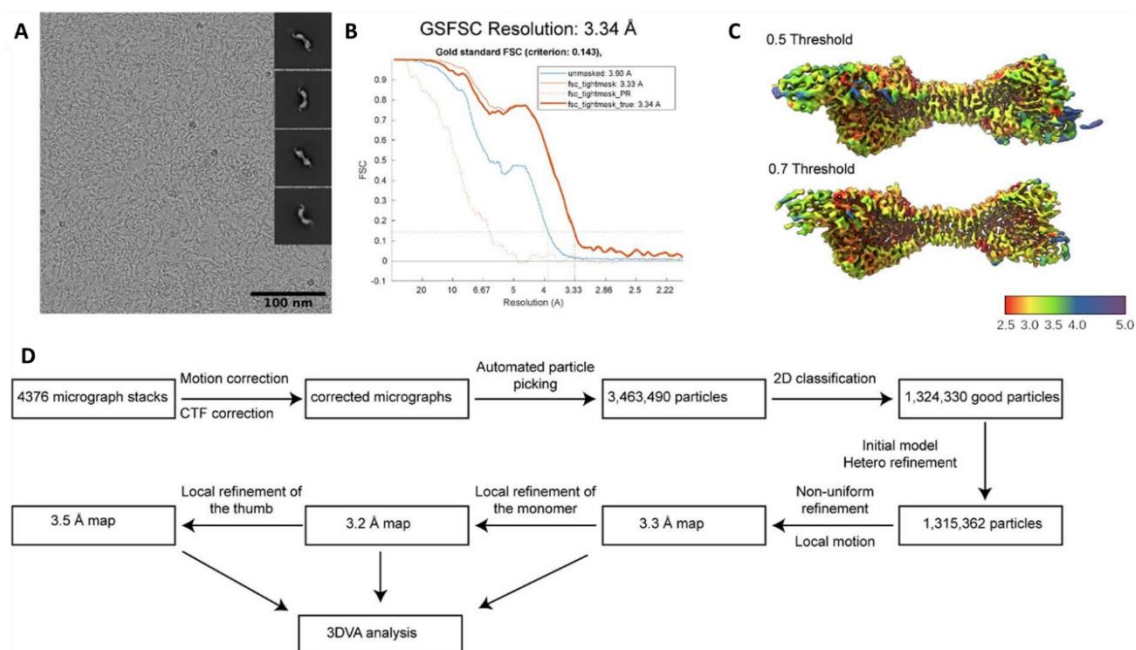 A
100 nm
B
GSFSC Resolution: 3.34 Å
Gold standard FSC (criterion: 0.143),
unmasked: 3.90 A
fsc_tightmask: 3.33 A
fsc_tightmask_PR
fsc_tightmask_true: 3.34 A
0.9
0.8
0.7
0.6
0.5
0.4
0.3
0.2
0.1
0
-0.1
FSC
20 10 6.67 5 4 3.33 2.86 2.5 2.22
Resolution (A)
C
0.5 Threshold
0.7 Threshold
2.5 3.0 3.5 4.0 5.0
D
4376 micrograph stacks
Motion correction
CTF correction
corrected micrographs
Automated particle
picking
3,463,490 particles
2D classification
1,324,330 good particles
Initial model
Hetero refinement
1,315,362 particles
Non-uniform
refinement
Local motion
3.3 Å map
Local refinement of
the monomer
3.2 Å map
Local refinement of
the thumb
3.5 Å map
3DVA analysis